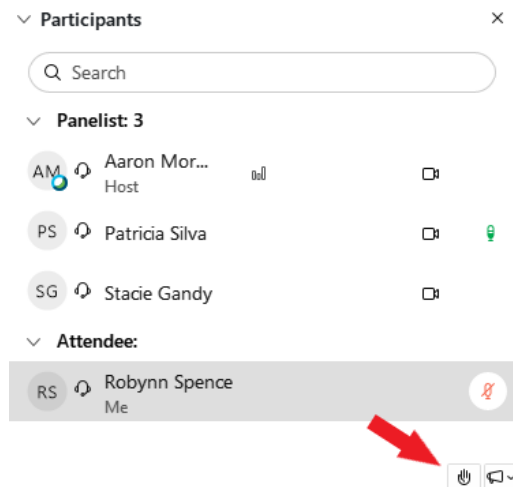 Participants
Search
Panelist: 3
AM
Aaron Mor...
Host
PS
Patricia Silva
SG
Stacie Gandy
Attendee:
RS
Robynn Spence
Me